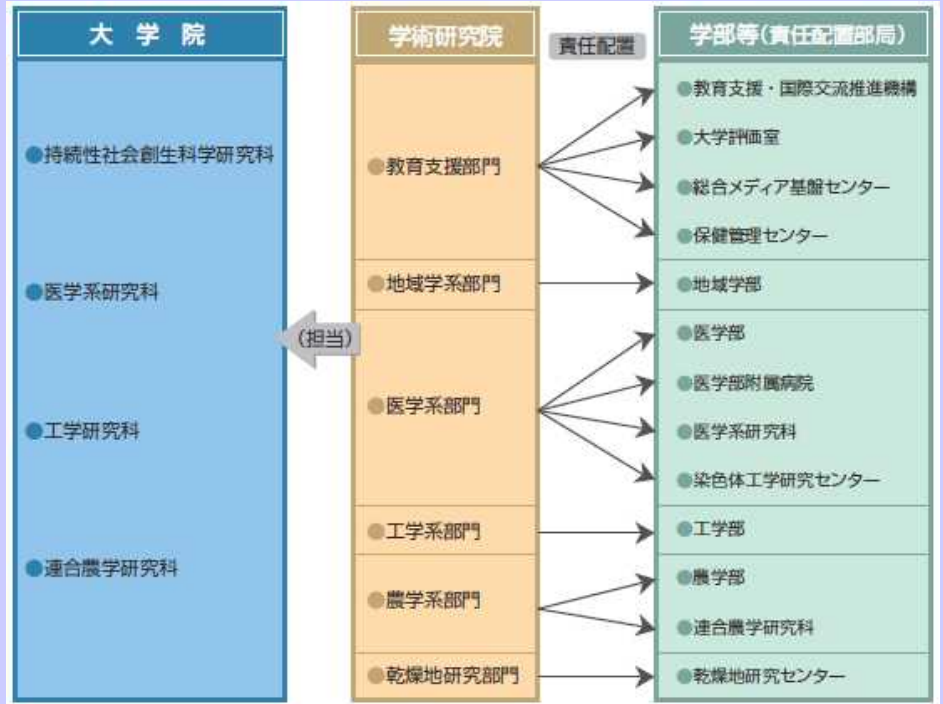 大学院
●持続性社会創生科学研究科
●医学系研究科
●工学研究科
●連合農学研究科
(担当)
学術研究院
●教育支援部門
●地域学系部門
●医学系部門
●工学系部門
●農学系部門
●乾燥地研究部門
責任配置
学部等(責任配置部局)
●教育支援・国際交流推進機構
●大学評価室
●総合メディア基盤センター
●保健管理センター
●地域学部
●医学部
●医学部附属病院
●医学系研究科
●染色体工学研究センター
●工学部
●農学部
●連合農学研究科
●乾燥地研究センター